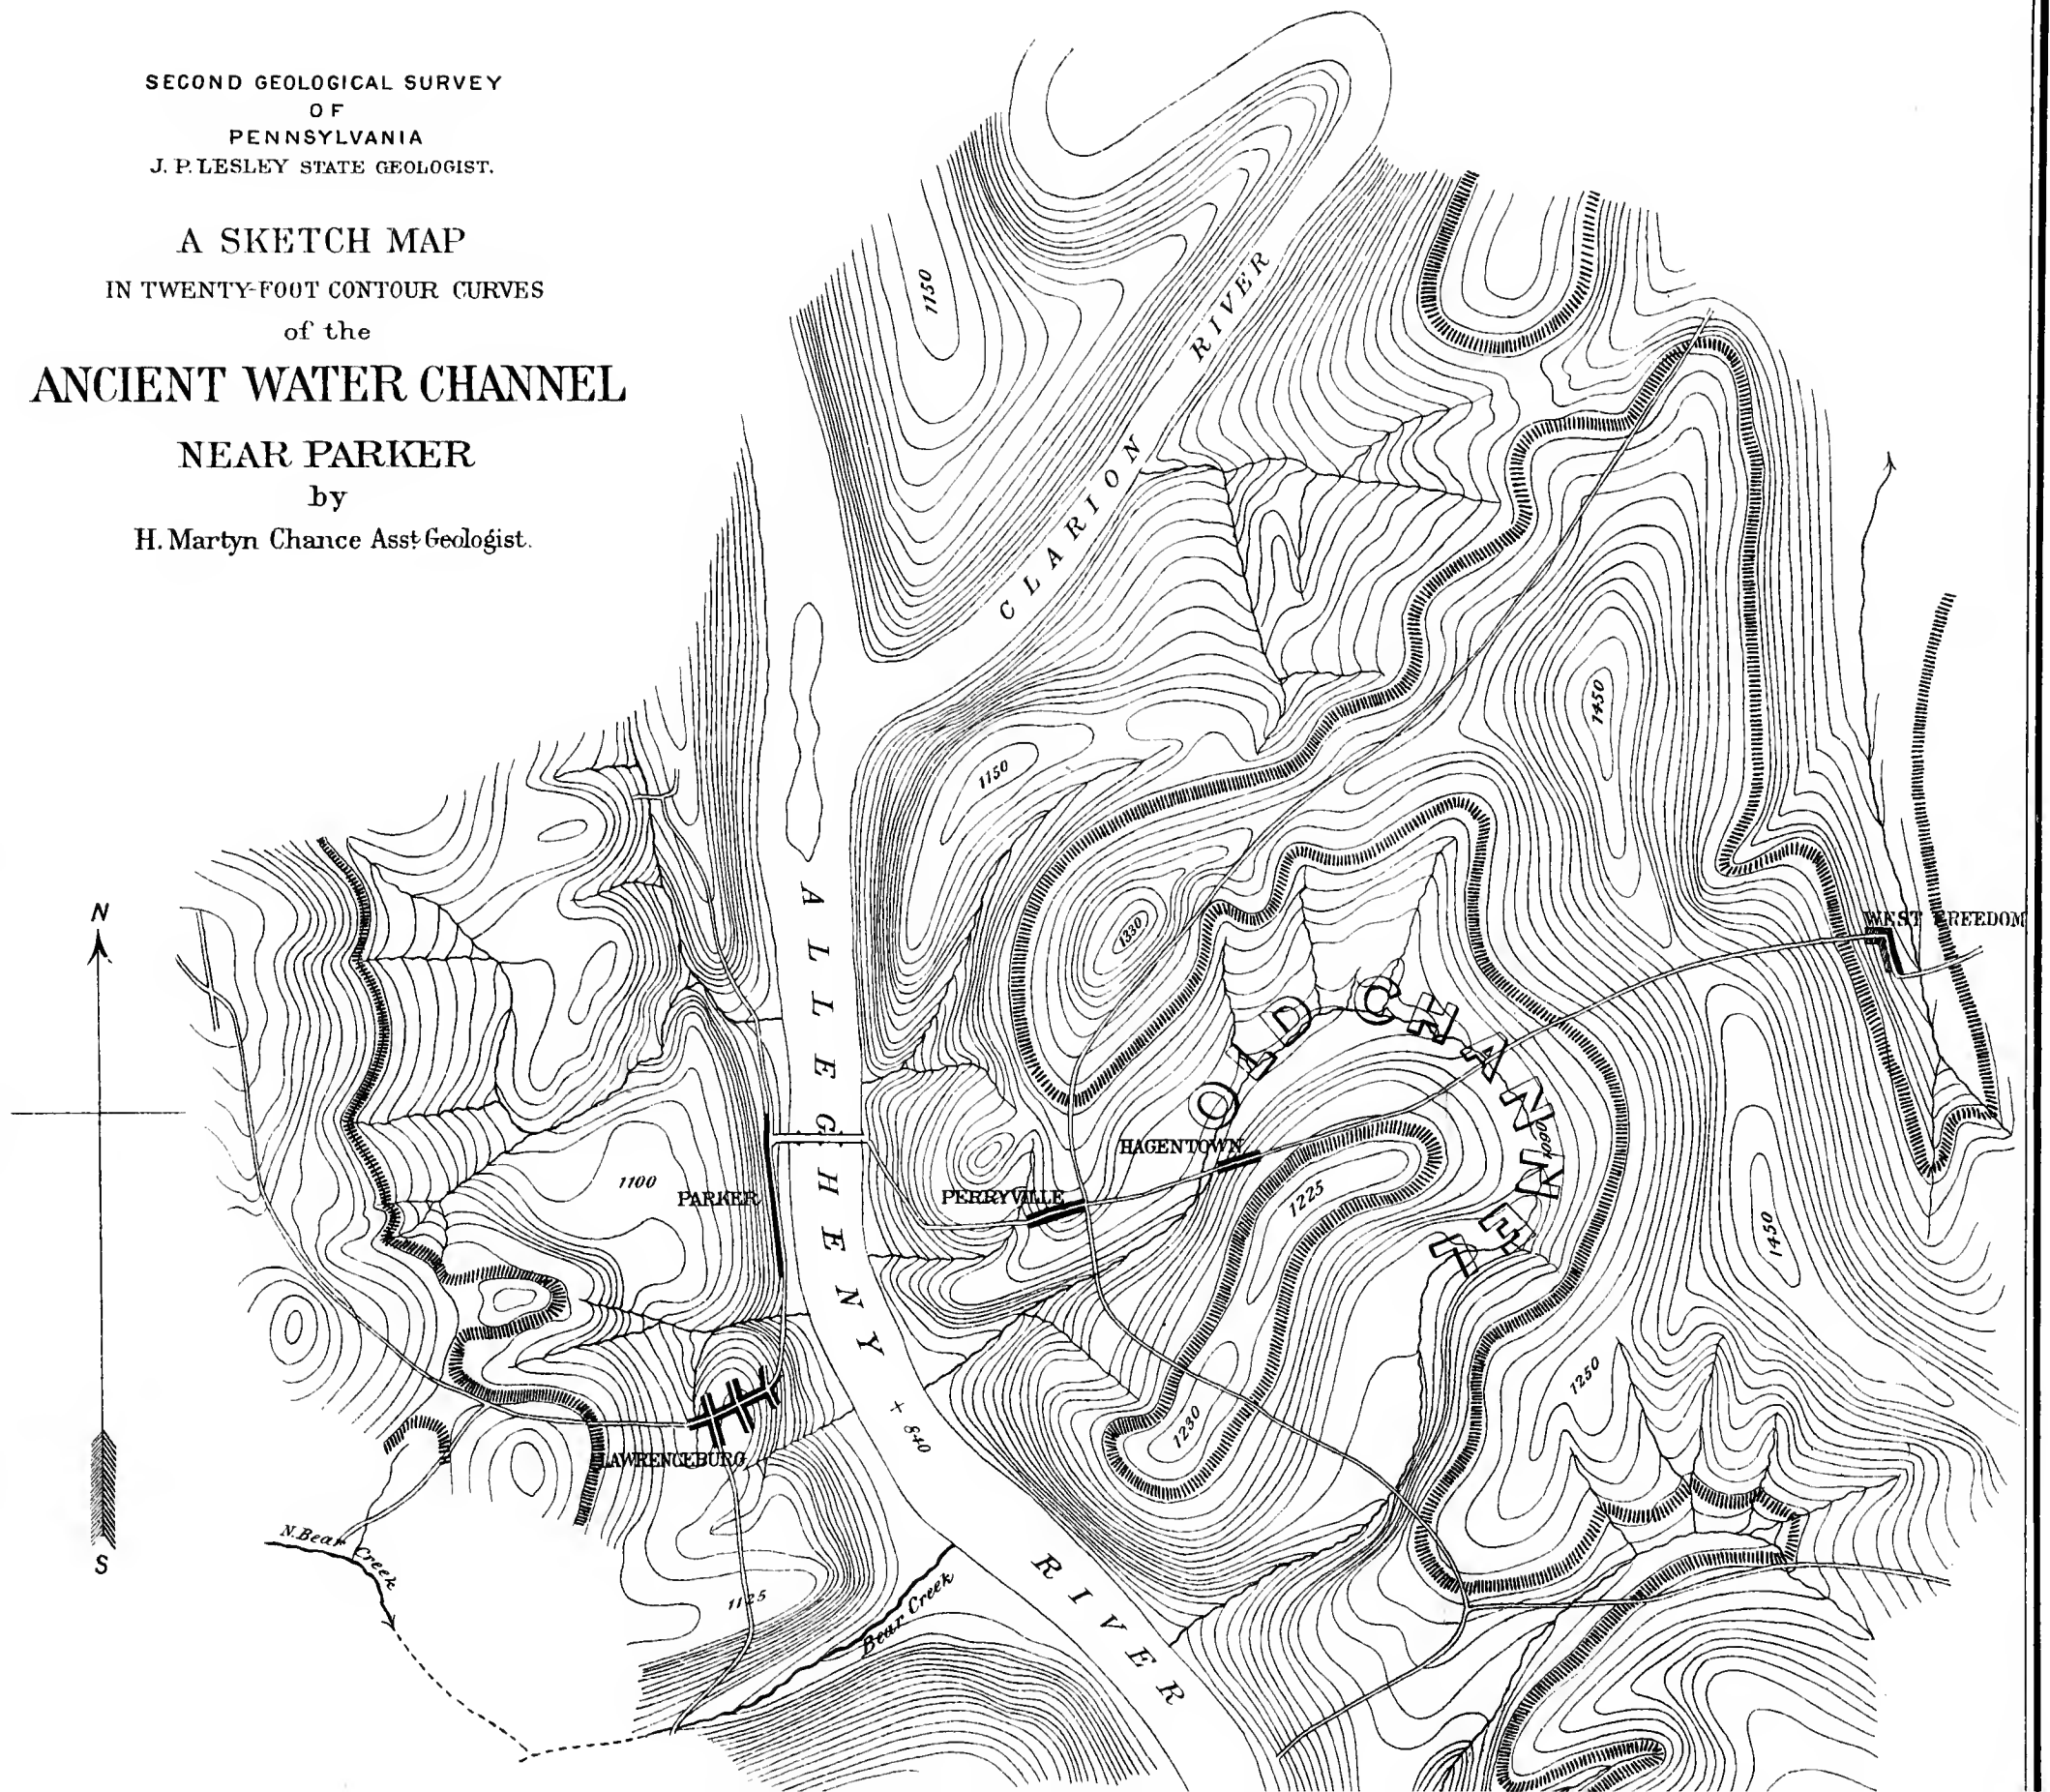 SECOND GEOLOGICAL SURVEY
OF
PENNSYLVANIA
J. P. LESLEY STATE GEOLOGIST.
A SKETCH MAP
IN TWENTY-FOOT CONTOUR CURVES
of the
ANCIENT WATER CHANNEL
NEAR PARKER
by
H. Martyn Chance Asst Geologist.
1150
CLARION RIVER
1450
1150
ALLEGHENY RIVER
N
S
1330
WEST FREEDOM
OLD CHANNEL
1080
HAGENTOWN
PERRYVILLE
PARKER
1100
1225
1450
1250
1230
+ 840
LAWRENCEBURG
N. Bear Creek
1125
Bear Creek